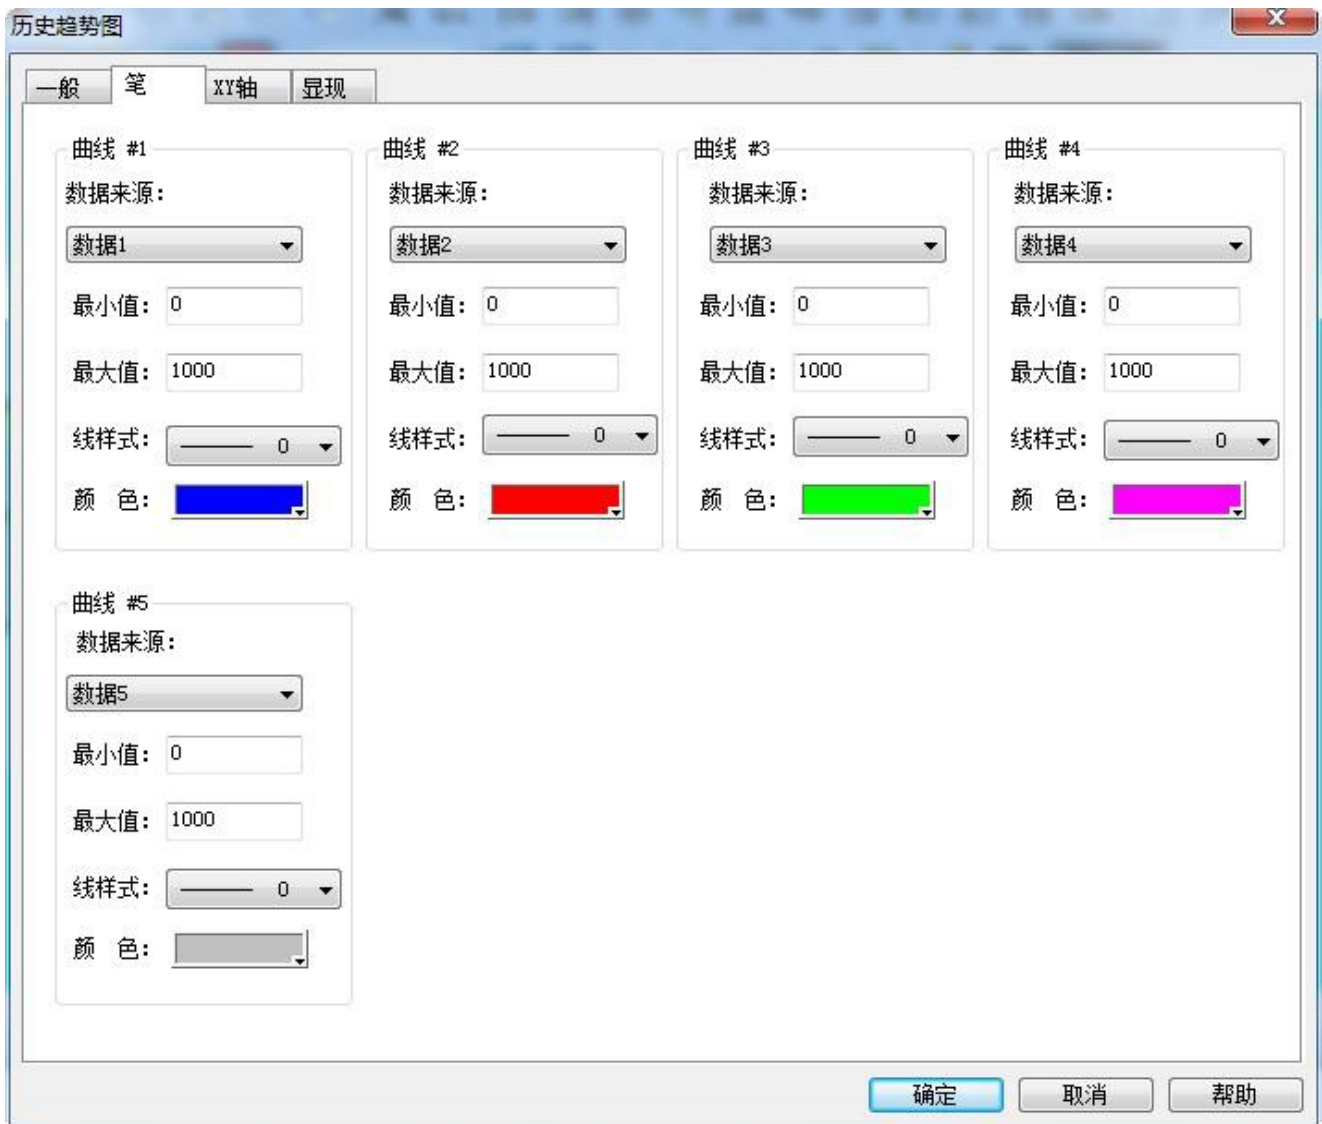 历史趋势图
一般 笔 XY轴 显现
曲线 #1 曲线 #2 曲线 #3 曲线 #4
数据来源: 数据来源: 数据来源: 数据来源:
数据1 数据2 数据3 数据4
最小值: 0 最小值: 0 最小值: 0 最小值: 0
最大值: 1000 最大值: 1000 最大值: 1000 最大值: 1000
线样式: 0 线样式: 0 线样式: 0 线样式: 0
颜 色: 颜 色: 颜 色: 颜 色:
曲线 #5
数据来源:
数据5
最小值: 0
最大值: 1000
线样式: 0
颜 色:
确定 取消 帮助